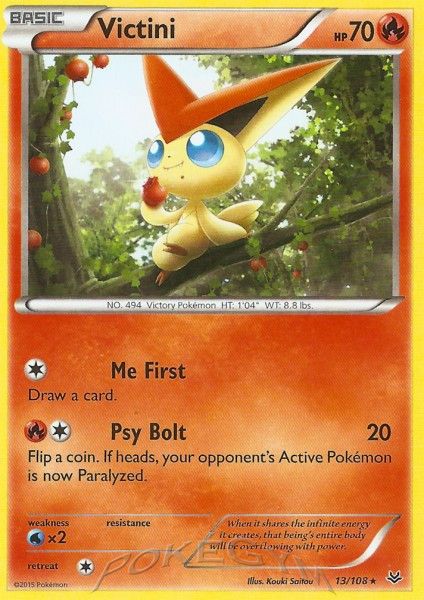 BASIC
Victini
HP70
NO. 494 Victory Pokémon HT: 1'04" WT: 8.8 lbs.
Me First
Draw a card.
Psy Bolt 20
Flip a coin. If heads, your opponent's Active Pokémon
is now Paralyzed.
weakness resistance
×2
When it shares the infinite energy
it creates, that being's entire body
will be overflowing with power.
retreat
©2015 Pokémon Illus. Kouki Saitou 13/108 ★
POKEGYM